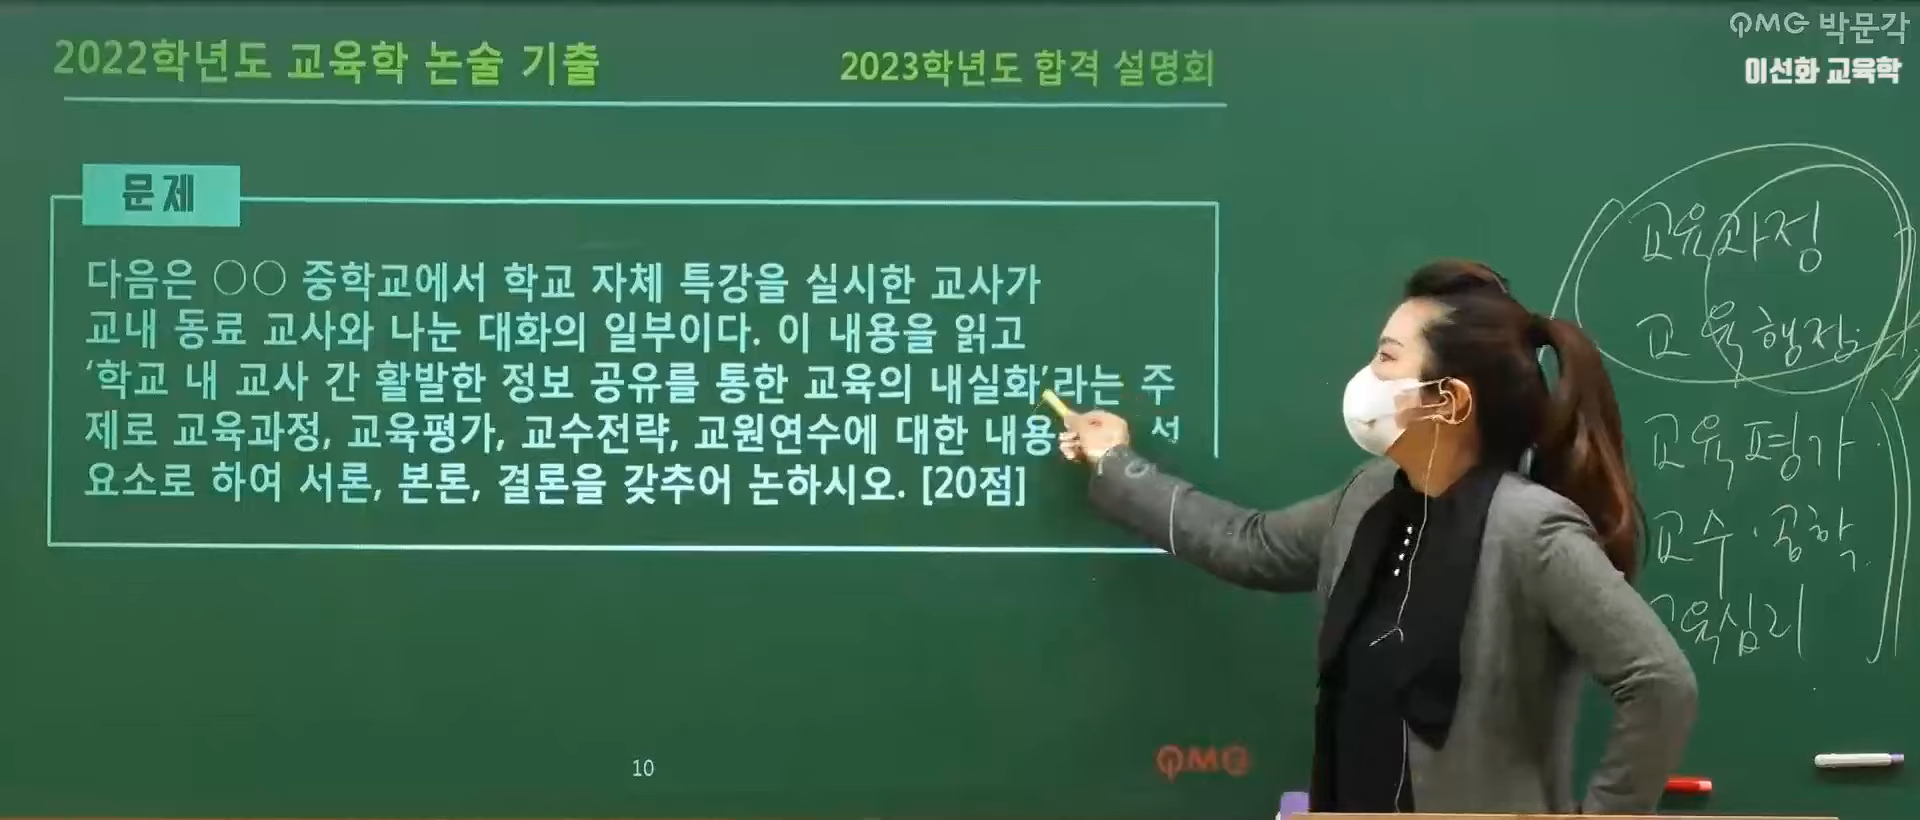 2022학년도 교육학 논술 기출
2023학년도 합격 설명회
PMG 박문각
이선화 교육학
문제
다음은 ○○ 중학교에서 학교 자체 특강을 실시한 교사가
교내 동료 교사와 나눈 대화의 일부이다. 이 내용을 읽고
‘학교 내 교사 간 활발한 정보 공유를 통한 교육의 내실화’라는 주
제로 교육과정, 교육평가, 교수전략, 교원연수에 대한 내용
요소로 하여 서론, 본론, 결론을 갖추어 논하시오. [20점]
교육과정
교육행정
교육평가
교수·공학
교육심리
10
PMG